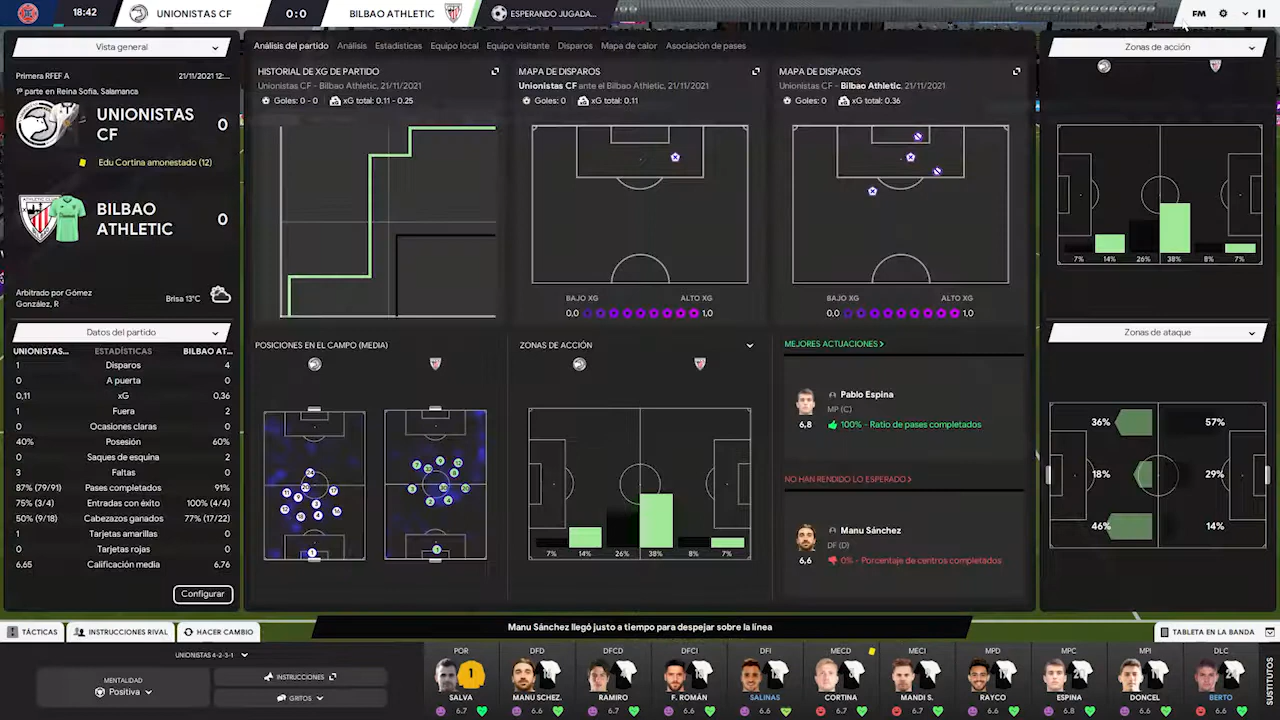 18:42
UNIONISTAS CF
0:0
BILBAO ATHLETIC
ESPERANDO JUGADA...
FM
Vista general
Primera RFEF A
21/11/2021 12:...
1ª parte en Reina Sofía, Salamanca
UNIONISTAS CF
0
Edu Cortina amonestado (12)
BILBAO ATHLETIC
0
Arbitrado por Gómez González, R
Brisa 13°C
Datos del partido
UNIONISTAS... ESTADÍSTICAS BILBAO AT...
1 Disparos 4
0 A puerta 0
0,11 xG 0,36
1 Fuera 2
0 Ocasiones claras 0
40% Posesión 60%
0 Saques de esquina 2
3 Faltas 0
87% (79/91) Pases completados 91%
75% (3/4) Entradas con éxito 100% (4/4)
50% (9/18) Cabezazos ganados 77% (17/22)
1 Tarjetas amarillas 0
0 Tarjetas rojas 0
6.65 Calificación media 6.76
Configurar
Análisis del partido Análisis Estadísticas Equipo local Equipo visitante Disparos Mapa de calor Asociación de pases
HISTORIAL DE XG DE PARTIDO
Unionistas CF - Bilbao Athletic, 21/11/2021
Goles: 0 - 0 xG total: 0.11 - 0.25
MAPA DE DISPAROS
Unionistas CF ante el Bilbao Athletic, 21/11/2021
Goles: 0 xG total: 0.11
BAJO XG ALTO XG
0.0 1.0
MAPA DE DISPAROS
Unionistas CF - Bilbao Athletic, 21/11/2021
Goles: 0 xG total: 0.36
BAJO XG ALTO XG
0.0 1.0
POSICIONES EN EL CAMPO (MEDIA)
ZONAS DE ACCIÓN
7% 14% 26% 38% 8% 7%
MEJORES ACTUACIONES >
Pablo Espina
MP (C)
6,8
100% - Ratio de pases completados
NO HAN RENDIDO LO ESPERADO >
Manu Sánchez
DF (D)
6,6
0% - Porcentaje de centros completados
Zonas de acción
7% 14% 26% 38% 8% 7%
Zonas de ataque
36% 57%
18% 29%
46% 14%
Manu Sánchez llegó justo a tiempo para despejar sobre la línea
TÁCTICAS
INSTRUCCIONES RIVAL
HACER CAMBIO
TABLETA EN LA BANDA
UNIONISTAS 4-2-3-1
MENTALIDAD
Positiva
INSTRUCCIONES
GRITOS
POR DFD DFCD DFCI DFI MECD MECI MPD MPC MPI DLC
SALVA MANU SCHEZ. RAMIRO F. ROMÁN SALINAS CORTINA MANDI S. RAYCO ESPINA DONCEL BERTO
6.7 6.6 6.7 6.6 6.6 6.7 6.7 6.6 6.8 6.6 6.6
SUSTITUTOS